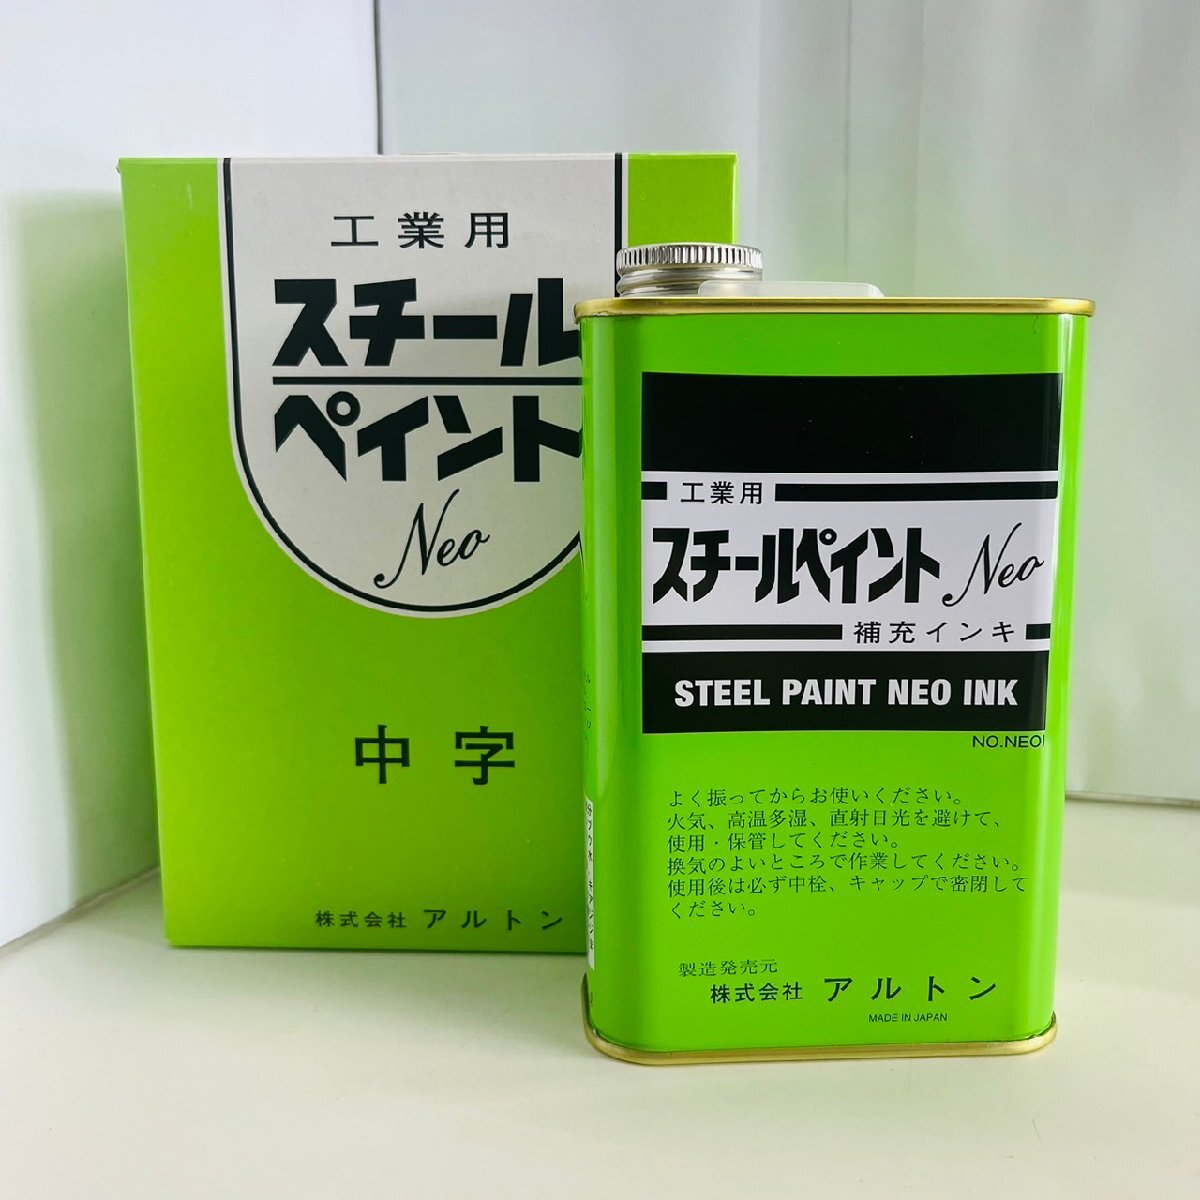 工業用
スチール
ペイント
Neo
中字
株式会社 アルトン
工業用
スチールペイント Neo
補充インキ
STEEL PAINT NEO INK
NO.NEO
よく振ってからお使いください。
火気、高温多湿、直射日光を避けて、
使用・保管してください。
換気のよいところで作業してください。
使用後は必ず中栓、キャップで密閉して
ください。
製造発売元
株式会社 アルトン
MADE IN JAPAN